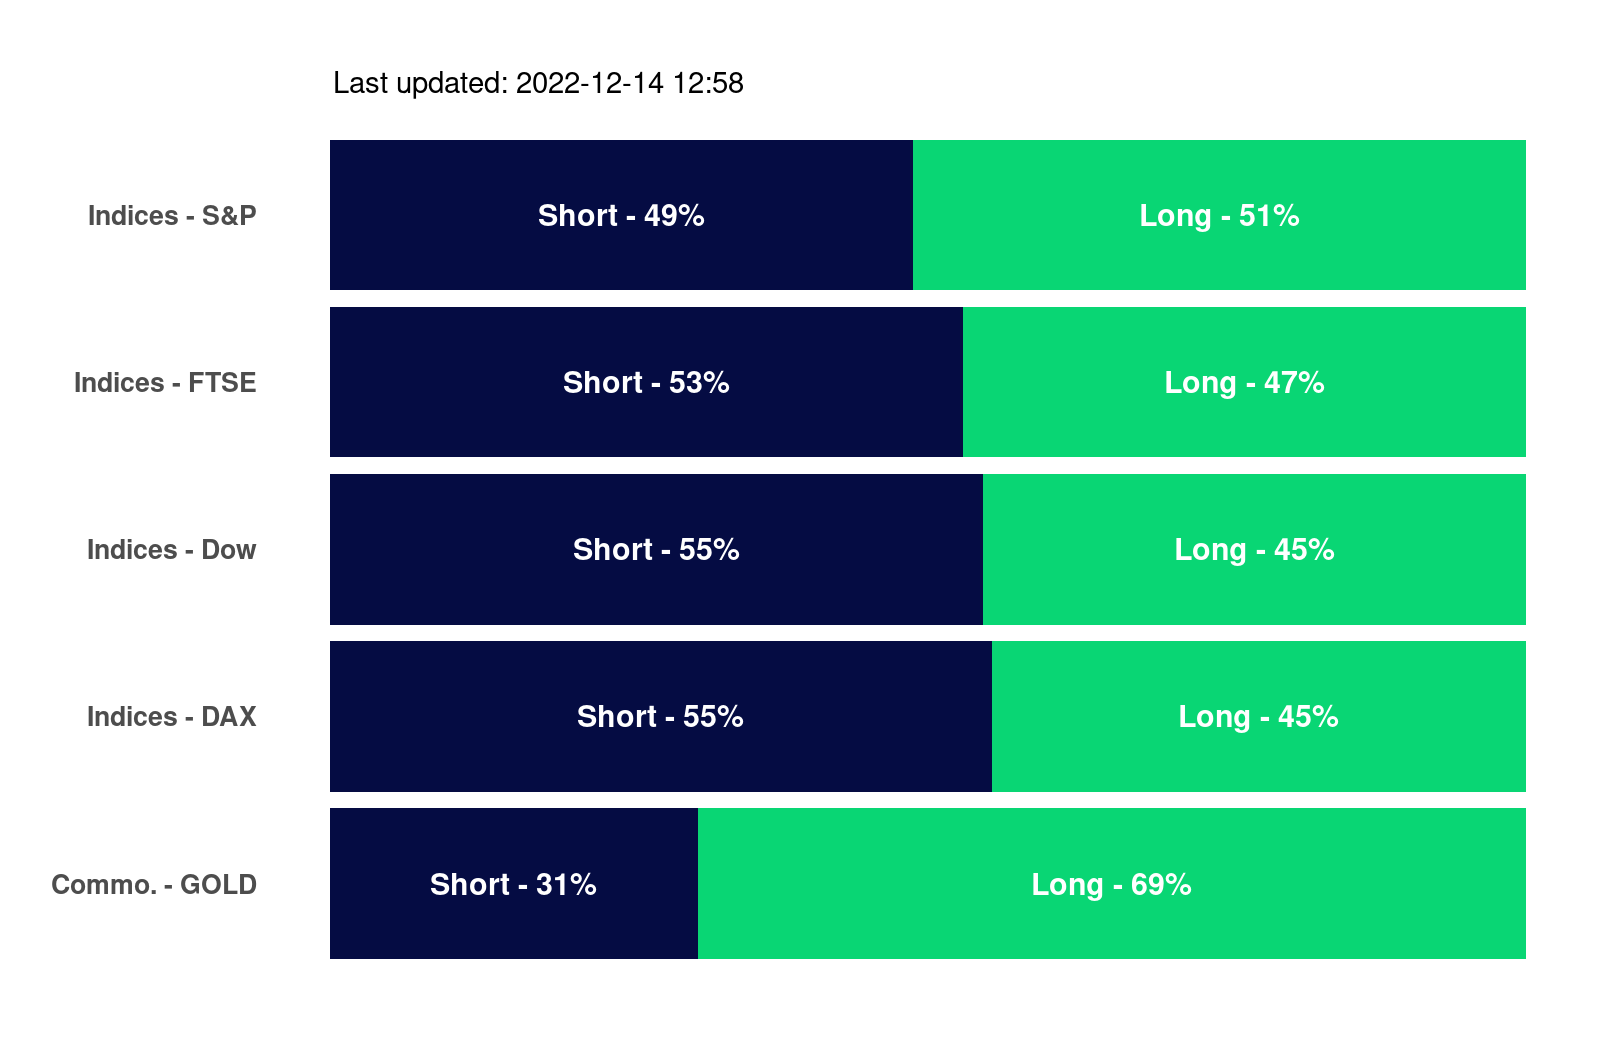 Last updated: 2022-12-14 12:58
Indices - S&P Short - 49% Long - 51%
Indices - FTSE Short - 53% Long - 47%
Indices - Dow Short - 55% Long - 45%
Indices - DAX Short - 55% Long - 45%
Commo. - GOLD Short - 31% Long - 69%